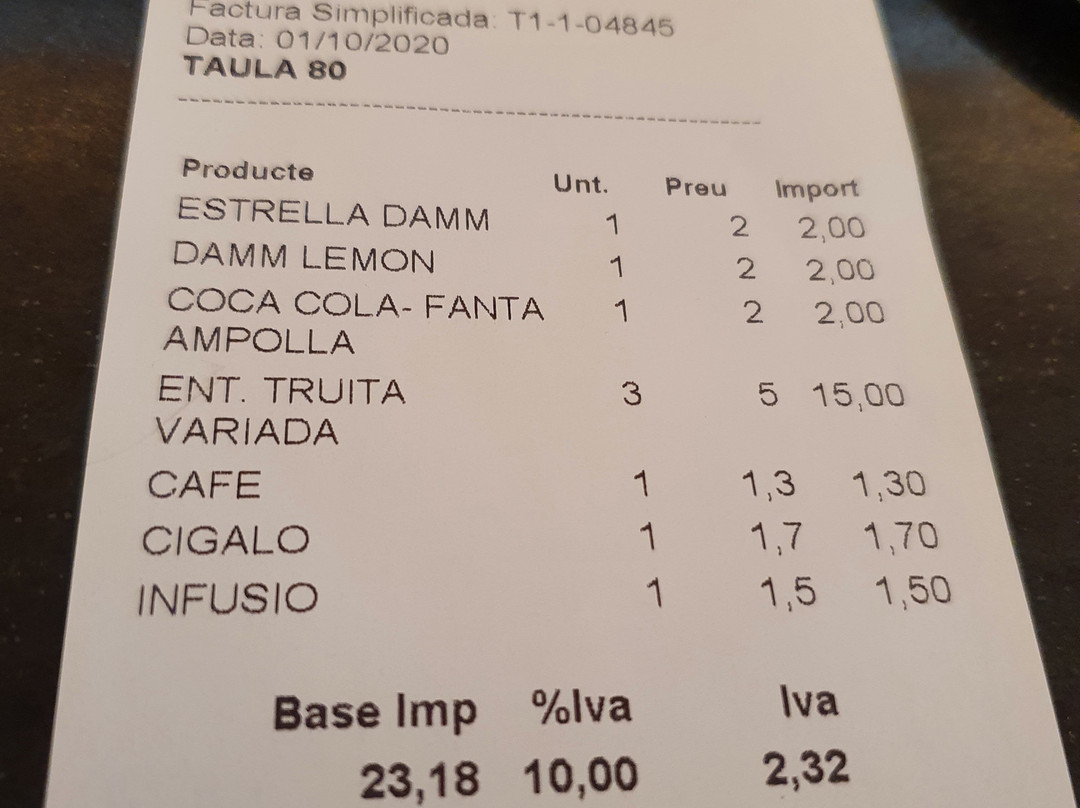 Factura Simplificada: T1-1-04845
Data: 01/10/2020
TAULA 80
Producte Unt. Preu Import
ESTRELLA DAMM 1 2 2,00
DAMM LEMON 1 2 2,00
COCA COLA- FANTA 1 2 2,00
AMPOLLA
ENT. TRUITA 3 5 15,00
VARIADA
CAFE 1 1,3 1,30
CIGALO 1 1,7 1,70
INFUSIO 1 1,5 1,50
Base Imp %Iva Iva
23,18 10,00 2,32